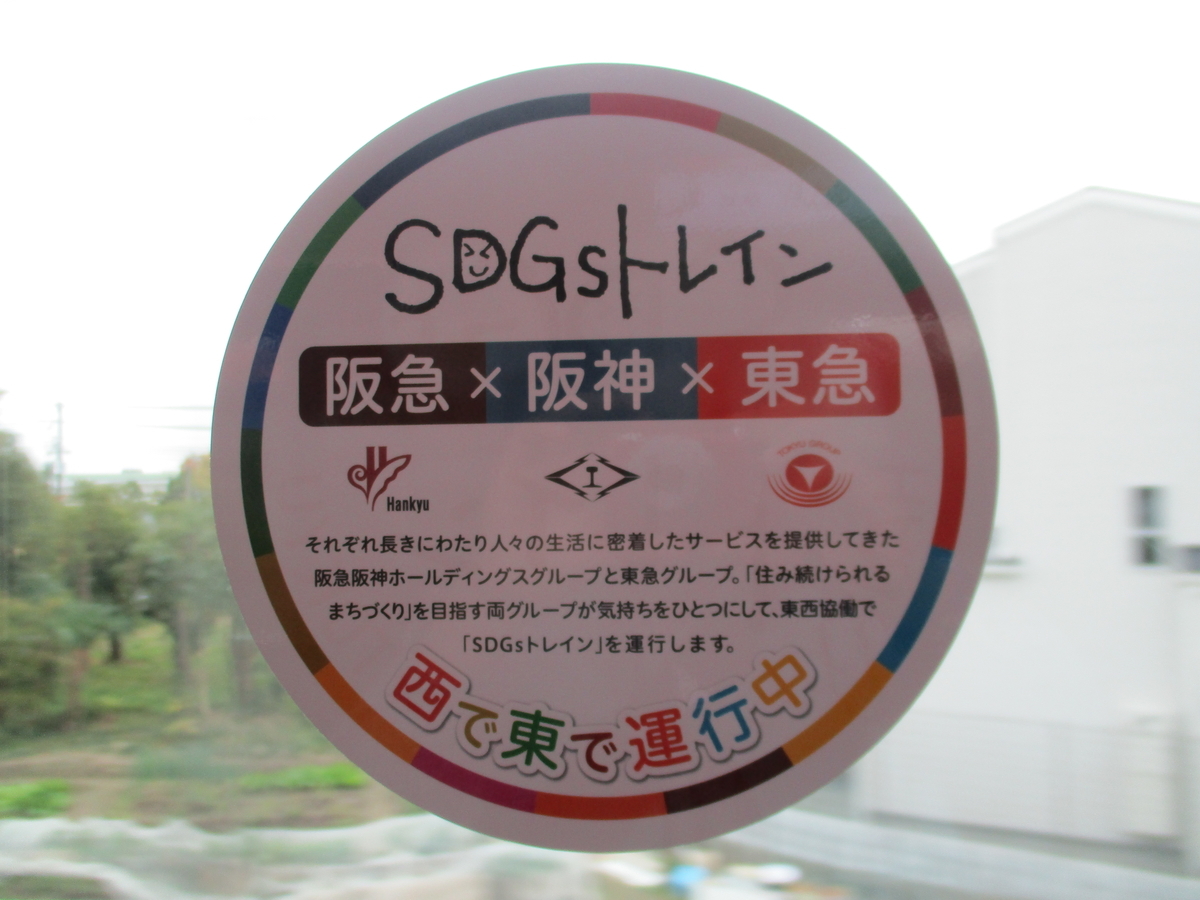 SDGsトレイン
阪急×阪神×東急
Hankyu
TOKYU GROUP
それぞれ長きにわたり人々の生活に密着したサービスを提供してきた
阪急阪神ホールディングスグループと東急グループ。「住み続けられる
まちづくり」を目指す両グループが気持ちをひとつにして、東西協働で
「SDGsトレイン」を運行します。
西で東で運行中